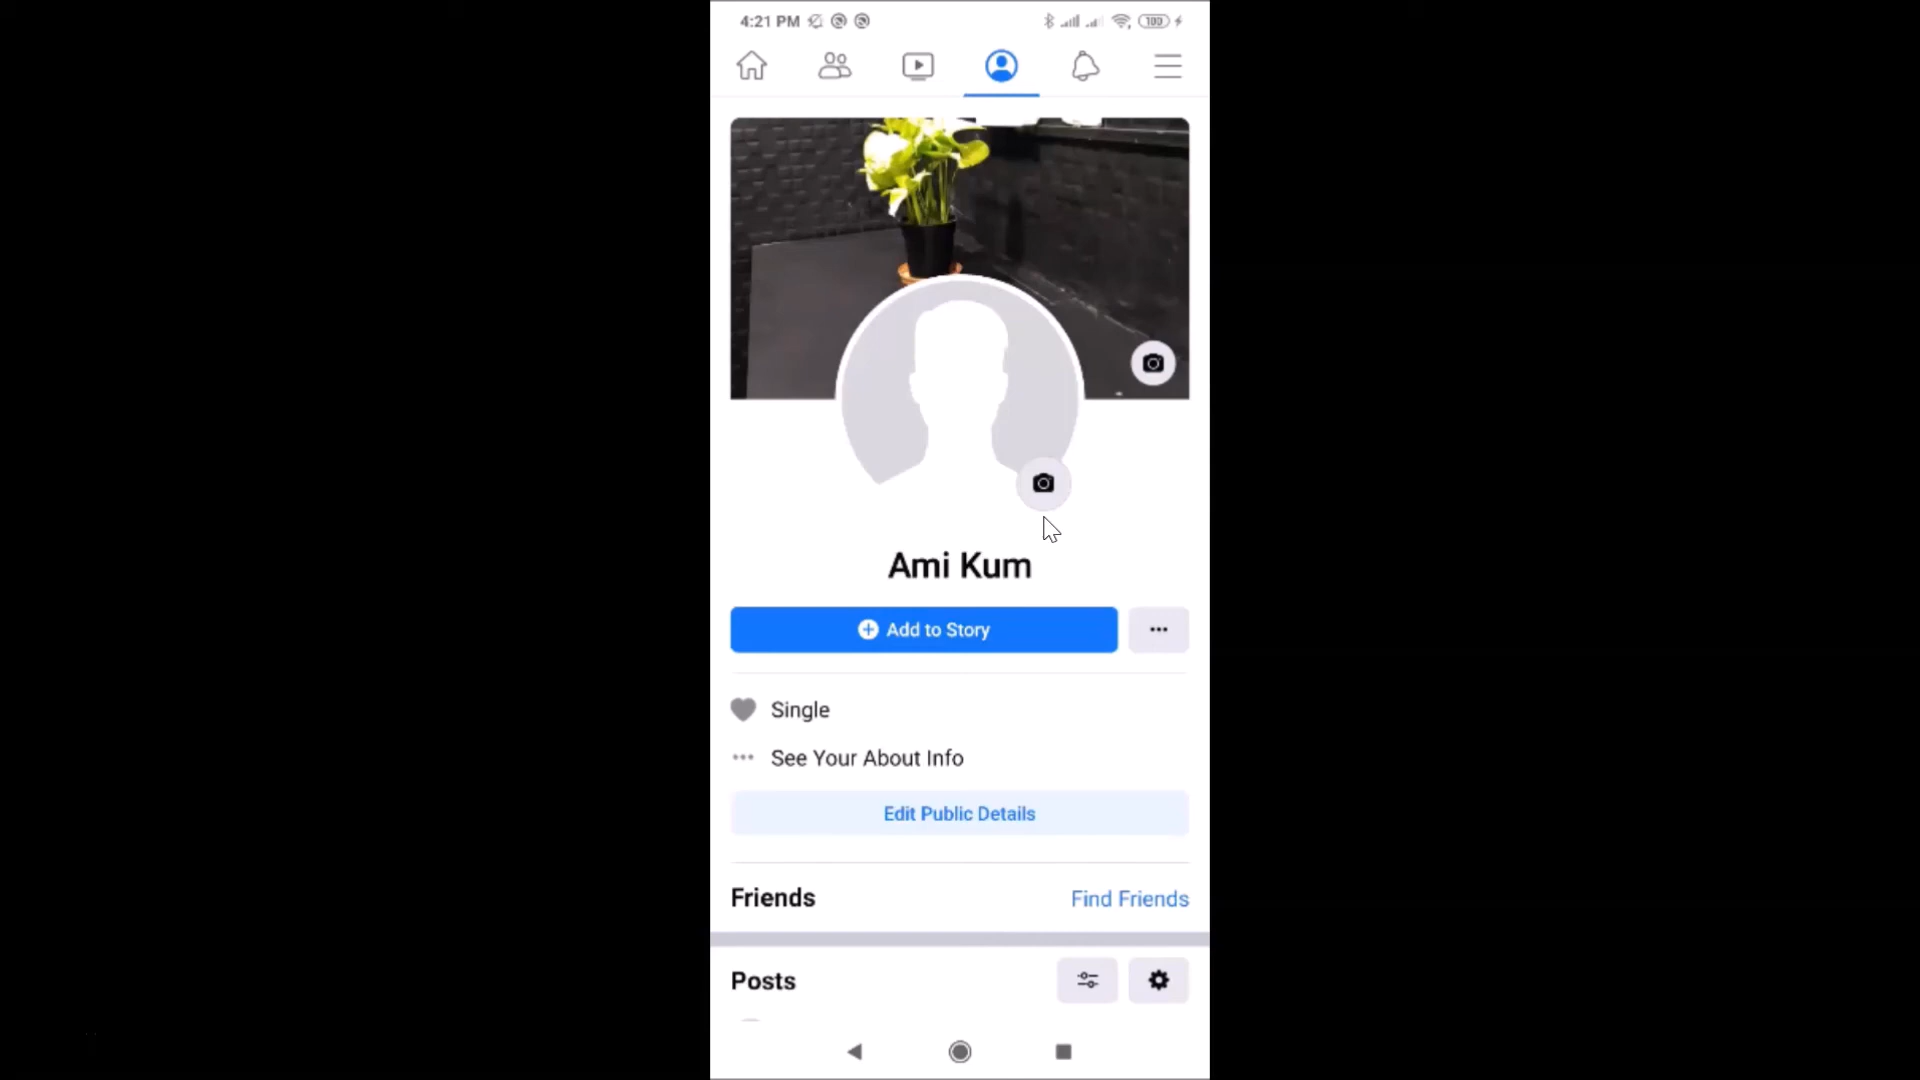 4:21 PM
100
Ami Kum
Add to Story
Single
See Your About Info
Edit Public Details
Friends
Find Friends
Posts